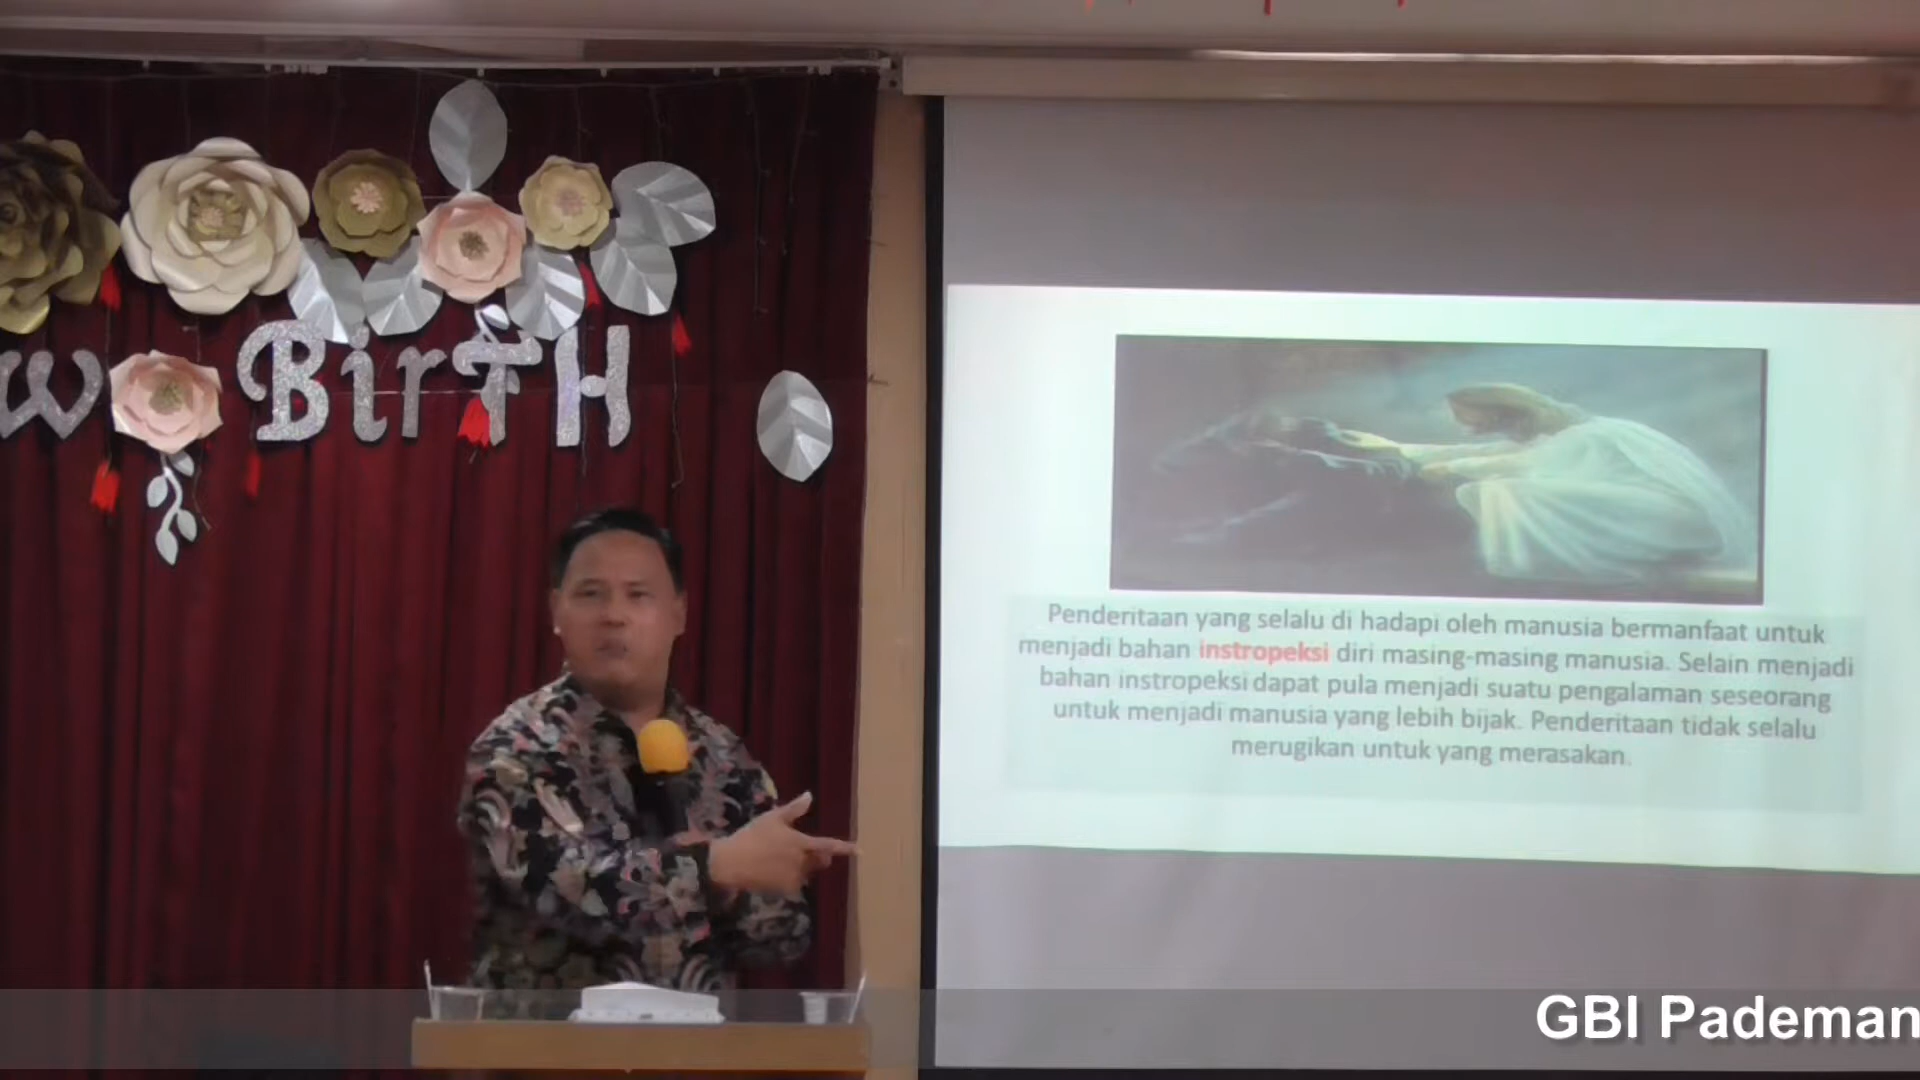 w BirTH
Penderitaan yang selalu di hadapi oleh manusia bermanfaat untuk
menjadi bahan instropeksi diri masing-masing manusia. Selain menjadi
bahan instropeksi dapat pula menjadi suatu pengalaman seseorang
untuk menjadi manusia yang lebih bijak. Penderitaan tidak selalu
merugikan untuk yang merasakan.
GBI Pademan